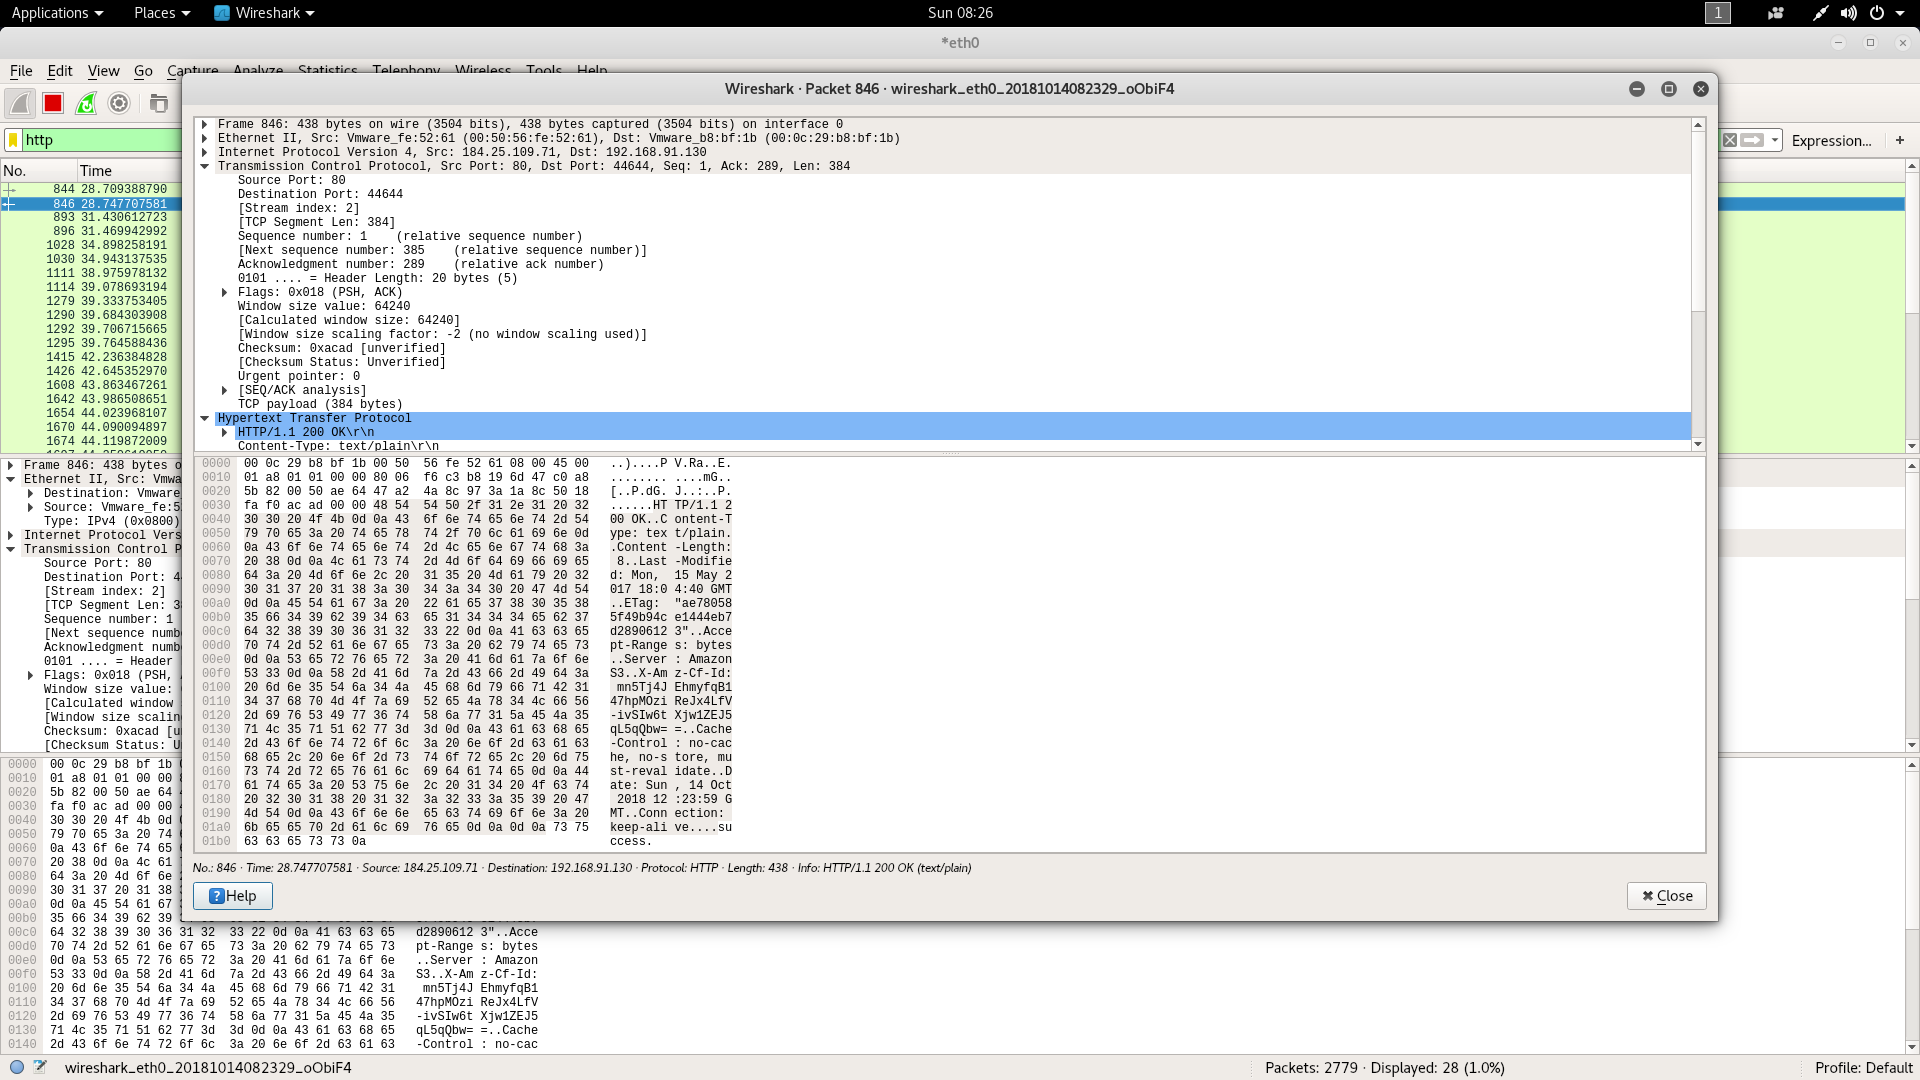 Applications Places Wireshark Sun 08:26 1
*eth0
File Edit View Go Capture Analyze Statistics Telephony Wireless Tools Help
Wireshark · Packet 846 · wireshark_eth0_20181014082329_oObiF4
http Expression... +
No. Time
844 28.709388790
846 28.747707581
893 31.430612723
896 31.469942992
1028 34.898258191
1030 34.943137535
1111 38.975978132
1114 39.078693194
1279 39.333753405
1290 39.684303908
1292 39.706715665
1295 39.764588436
1415 42.236384828
1426 42.645352970
1608 43.863467261
1642 43.986508651
1654 44.023968107
1670 44.090094897
1674 44.119872009
Frame 846: 438 bytes on wire (3504 bits), 438 bytes captured (3504 bits) on interface 0
Ethernet II, Src: Vmware_fe:52:61 (00:50:56:fe:52:61), Dst: Vmware_b8:bf:1b (00:0c:29:b8:bf:1b)
Internet Protocol Version 4, Src: 184.25.109.71, Dst: 192.168.91.130
Transmission Control Protocol, Src Port: 80, Dst Port: 44644, Seq: 1, Ack: 289, Len: 384
Source Port: 80
Destination Port: 44644
[Stream index: 2]
[TCP Segment Len: 384]
Sequence number: 1    (relative sequence number)
[Next sequence number: 385    (relative sequence number)]
Acknowledgment number: 289    (relative ack number)
0101 .... = Header Length: 20 bytes (5)
Flags: 0x018 (PSH, ACK)
Window size value: 64240
[Calculated window size: 64240]
[Window size scaling factor: -2 (no window scaling used)]
Checksum: 0xacad [unverified]
[Checksum Status: Unverified]
Urgent pointer: 0
[SEQ/ACK analysis]
TCP payload (384 bytes)
Hypertext Transfer Protocol
HTTP/1.1 200 OK\r\n
Content-Type: text/plain\r\n
0000 00 0c 29 b8 bf 1b 00 50 56 fe 52 61 08 00 45 00 ..)....P V.Ra..E.
0010 01 a8 01 01 00 00 80 06 f6 c3 b8 19 6d 47 c0 a8 ........ ....mG..
0020 5b 82 00 50 ae 64 47 a2 4a 8c 97 3a 1a 8c 50 18 [..P.dG. J..:..P.
0030 fa f0 ac ad 00 00 48 54 54 50 2f 31 2e 31 20 32 ......HT TP/1.1 2
0040 30 30 20 4f 4b 0d 0a 43 6f 6e 74 65 6e 74 2d 54 00 OK..C ontent-T
0050 79 70 65 3a 20 74 65 78 74 2f 70 6c 61 69 6e 0d ype: tex t/plain.
0060 0a 43 6f 6e 74 65 6e 74 2d 4c 65 6e 67 74 68 3a .Content -Length:
0070 20 38 0d 0a 4c 61 73 74 2d 4d 6f 64 69 66 69 65 8..Last -Modifie
0080 64 3a 20 4d 6f 6e 2c 20 31 35 20 4d 61 79 20 32 d: Mon, 15 May 2
0090 30 31 37 20 31 38 3a 30 34 3a 34 30 20 47 4d 54 017 18:0 4:40 GMT
00a0 0d 0a 45 54 61 67 3a 20 22 61 65 37 38 30 35 38 ..ETag: "ae78058
00b0 35 66 34 39 62 39 34 63 65 31 34 34 34 65 62 37 5f49b94c e1444eb7
00c0 64 32 38 39 30 36 31 32 33 22 0d 0a 41 63 63 65 d2890612 3"..Acce
00d0 70 74 2d 52 61 6e 67 65 73 3a 20 62 79 74 65 73 pt-Range s: bytes
00e0 0d 0a 53 65 72 76 65 72 3a 20 41 6d 61 7a 6f 6e ..Server : Amazon
00f0 53 33 0d 0a 58 2d 41 6d 7a 2d 43 66 2d 49 64 3a S3..X-Am z-Cf-Id:
0100 20 6d 6e 35 54 6a 34 4a 45 68 6d 79 66 71 42 31 mn5Tj4J EhmyfqB1
0110 34 37 68 70 4d 4f 7a 69 52 65 4a 78 34 4c 66 56 47hpMOzi ReJx4LfV
0120 2d 69 76 53 49 77 36 74 58 6a 77 31 5a 45 4a 35 -ivSIw6t Xjw1ZEJ5
0130 71 4c 35 71 51 62 77 3d 3d 0d 0a 43 61 63 68 65 qL5qQbw= =..Cache
0140 2d 43 6f 6e 74 72 6f 6c 3a 20 6e 6f 2d 63 61 63 -Control : no-cac
0150 68 65 2c 20 6e 6f 2d 73 74 6f 72 65 2c 20 6d 75 he, no-s tore, mu
0160 73 74 2d 72 65 76 61 6c 69 64 61 74 65 0d 0a 44 st-reval idate..D
0170 61 74 65 3a 20 53 75 6e 2c 20 31 34 20 4f 63 74 ate: Sun , 14 Oct
0180 20 32 30 31 38 20 31 32 3a 32 33 3a 35 39 20 47 2018 12 :23:59 G
0190 4d 54 0d 0a 43 6f 6e 6e 65 63 74 69 6f 6e 3a 20 MT..Conn ection:
01a0 6b 65 65 70 2d 61 6c 69 76 65 0d 0a 0d 0a 73 75 keep-ali ve....su
01b0 63 63 65 73 73 0a ccess.
No.: 846 · Time: 28.747707581 · Source: 184.25.109.71 · Destination: 192.168.91.130 · Protocol: HTTP · Length: 438 · Info: HTTP/1.1 200 OK (text/plain)
Help Close
Frame 846: 438 bytes o
Ethernet II, Src: Vmwa
Destination: Vmware
Source: Vmware_fe:5
Type: IPv4 (0x0800)
Internet Protocol Vers
Transmission Control P
Source Port: 80
Destination Port: 4
[Stream index: 2]
[TCP Segment Len: 3
Sequence number: 1
[Next sequence numb
Acknowledgment numb
0101 .... = Header
Flags: 0x018 (PSH,
Window size value:
[Calculated window
[Window size scalin
Checksum: 0xacad [u
[Checksum Status: U
0000 00 0c 29 b8 bf 1b
0010 01 a8 01 01 00 00
0020 5b 82 00 50 ae 64
0030 fa f0 ac ad 00 00
0040 30 30 20 4f 4b 0d
0050 79 70 65 3a 20 74
0060 0a 43 6f 6e 74 65
0070 20 38 0d 0a 4c 61
0080 64 3a 20 4d 6f 6e
0090 30 31 37 20 31 38
00a0 0d 0a 45 54 61 67
00b0 35 66 34 39 62 39
00c0 64 32 38 39 30 36 31 32 33 22 0d 0a 41 63 63 65 d2890612 3"..Acce
00d0 70 74 2d 52 61 6e 67 65 73 3a 20 62 79 74 65 73 pt-Range s: bytes
00e0 0d 0a 53 65 72 76 65 72 3a 20 41 6d 61 7a 6f 6e ..Server : Amazon
00f0 53 33 0d 0a 58 2d 41 6d 7a 2d 43 66 2d 49 64 3a S3..X-Am z-Cf-Id:
0100 20 6d 6e 35 54 6a 34 4a 45 68 6d 79 66 71 42 31 mn5Tj4J EhmyfqB1
0110 34 37 68 70 4d 4f 7a 69 52 65 4a 78 34 4c 66 56 47hpMOzi ReJx4LfV
0120 2d 69 76 53 49 77 36 74 58 6a 77 31 5a 45 4a 35 -ivSIw6t Xjw1ZEJ5
0130 71 4c 35 71 51 62 77 3d 3d 0d 0a 43 61 63 68 65 qL5qQbw= =..Cache
0140 2d 43 6f 6e 74 72 6f 6c 3a 20 6e 6f 2d 63 61 63 -Control : no-cac
wireshark_eth0_20181014082329_oObiF4 Packets: 2779 · Displayed: 28 (1.0%) Profile: Default